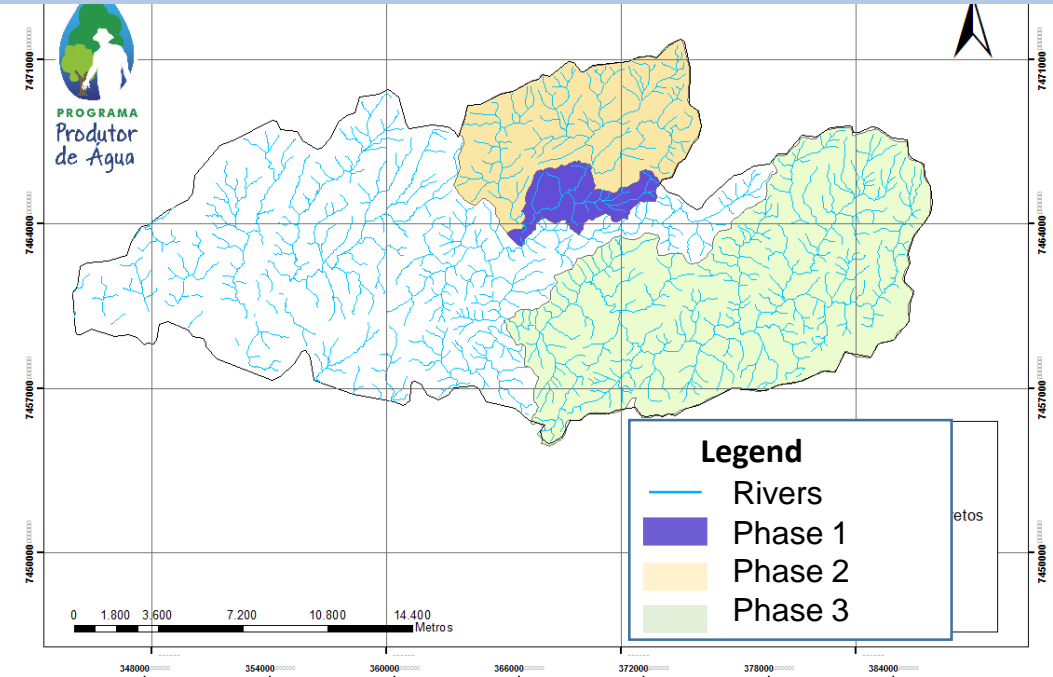 PROGRAMA
Produtor
de Água
7471000
7471000
7464000
7464000
7457000
7457000
7450000
7450000
Legend
Rivers
Phase 1
Phase 2
Phase 3
etos
0 1.800 3.600 7.200 10.800 14.400
Metros
348000 354000 360000 366000 372000 378000 384000